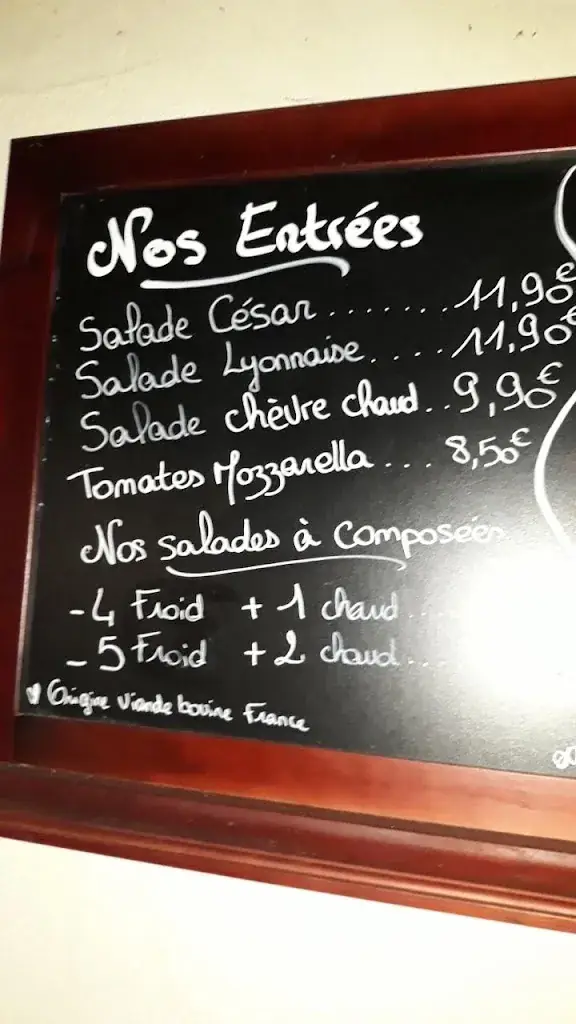 Nos Entrées
Salade César ........ 11,90€
Salade Lyonnaise..... 11,90€
Salade chèvre chaud.. 9,90€
Tomates Mozzarella... 8,50€
Nos salades à composées
- 4 Froid + 1 chaud...
- 5 Froid + 2 chaud...
Origine viande bovine France